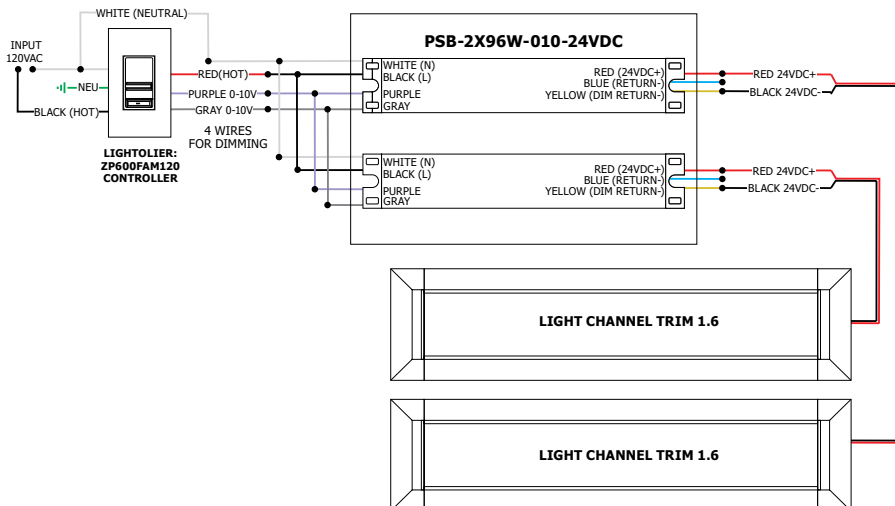 WHITE (NEUTRAL)
INPUT
120VAC
NEU
BLACK (HOT)
LIGHTOLIER:
ZP600FAM120
CONTROLLER
RED(HOT)
PURPLE 0-10V
GRAY 0-10V
4 WIRES
FOR DIMMING
PSB-2X96W-010-24VDC
WHITE (N)
BLACK (L)
PURPLE
GRAY
RED (24VDC+)
BLUE (RETURN-)
YELLOW (DIM RETURN-)
RED 24VDC+
BLACK 24VDC-
WHITE (N)
BLACK (L)
PURPLE
GRAY
RED (24VDC+)
BLUE (RETURN-)
YELLOW (DIM RETURN-)
RED 24VDC+
BLACK 24VDC-
LIGHT CHANNEL TRIM 1.6
LIGHT CHANNEL TRIM 1.6